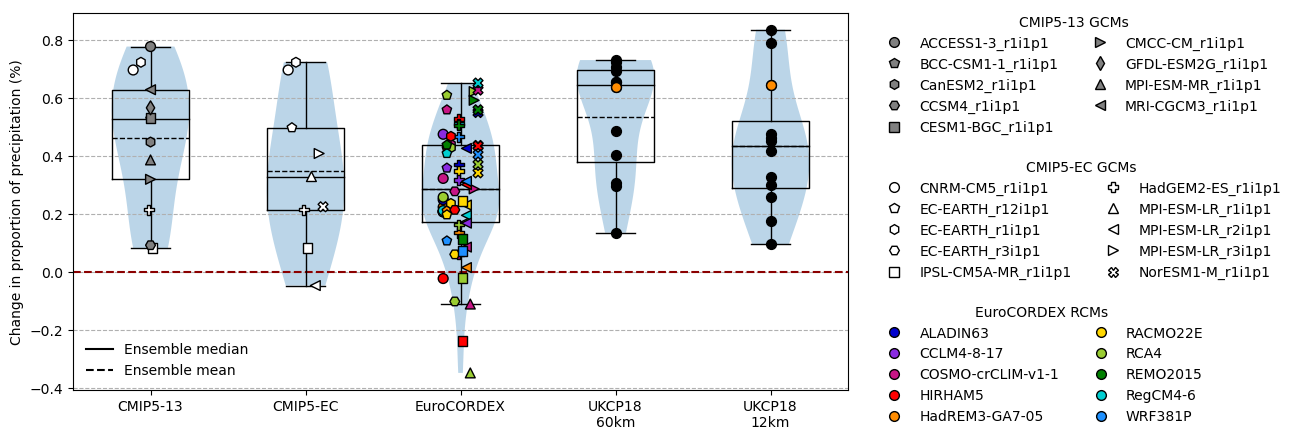 Change in proportion of precipitation (%)
0.8
0.6
0.4
0.2
0.0
−0.2
−0.4
Ensemble median
Ensemble mean
CMIP5-13
CMIP5-EC
EuroCORDEX
UKCP18
60km
UKCP18
12km
CMIP5-13 GCMs
ACCESS1-3_r1i1p1
BCC-CSM1-1_r1i1p1
CanESM2_r1i1p1
CCSM4_r1i1p1
CESM1-BGC_r1i1p1
CMCC-CM_r1i1p1
GFDL-ESM2G_r1i1p1
MPI-ESM-MR_r1i1p1
MRI-CGCM3_r1i1p1
CMIP5-EC GCMs
CNRM-CM5_r1i1p1
EC-EARTH_r12i1p1
EC-EARTH_r1i1p1
EC-EARTH_r3i1p1
IPSL-CM5A-MR_r1i1p1
HadGEM2-ES_r1i1p1
MPI-ESM-LR_r1i1p1
MPI-ESM-LR_r2i1p1
MPI-ESM-LR_r3i1p1
NorESM1-M_r1i1p1
EuroCORDEX RCMs
ALADIN63
CCLM4-8-17
COSMO-crCLIM-v1-1
HIRHAM5
HadREM3-GA7-05
RACMO22E
RCA4
REMO2015
RegCM4-6
WRF381P